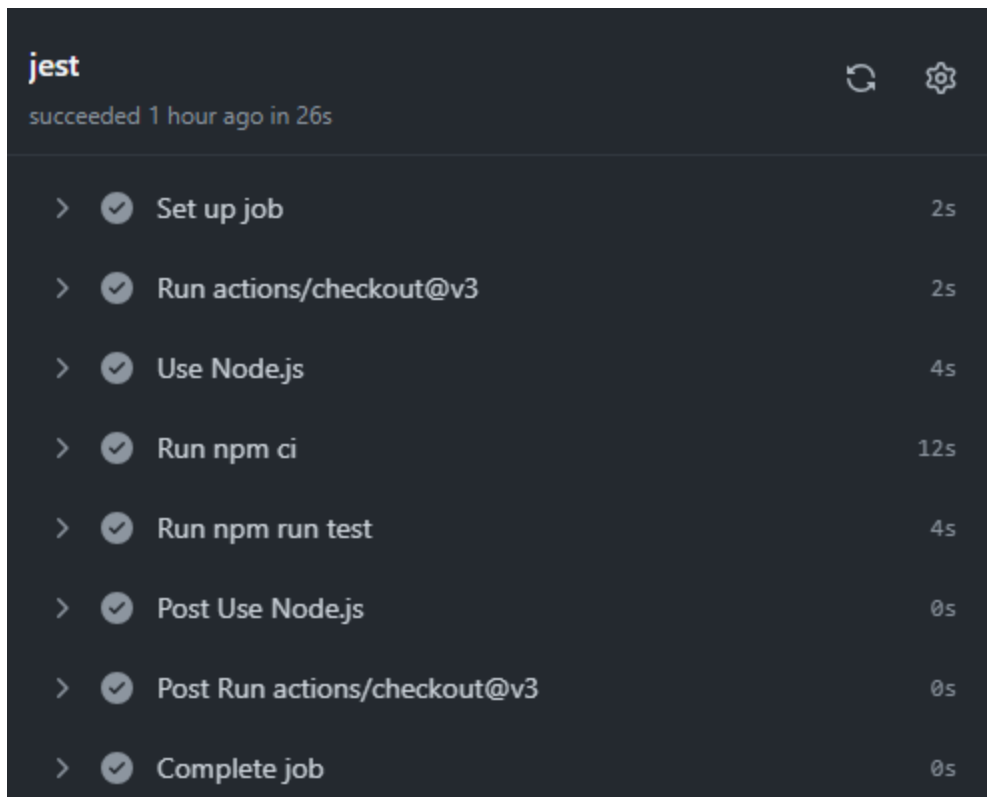 jest
succeeded 1 hour ago in 26s
Set up job 2s
Run actions/checkout@v3 2s
Use Node.js 4s
Run npm ci 12s
Run npm run test 4s
Post Use Node.js 0s
Post Run actions/checkout@v3 0s
Complete job 0s